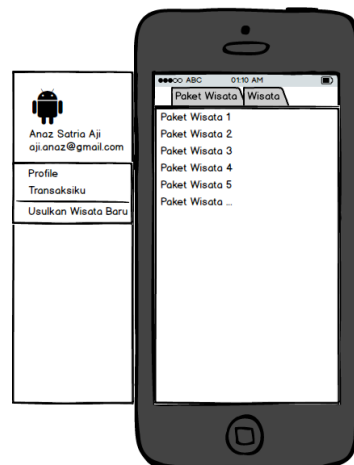 Anaz Satria Aji
aji.anaz@gmail.com
Profile
Transaksiku
Usulkan Wisata Baru
ABC 01:10 AM
Paket Wisata Wisata
Paket Wisata 1
Paket Wisata 2
Paket Wisata 3
Paket Wisata 4
Paket Wisata 5
Paket Wisata ...